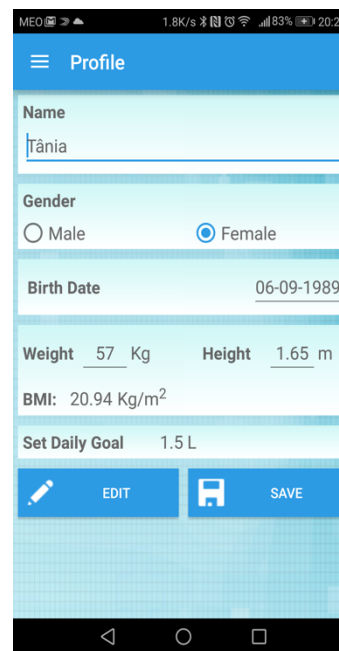 MEO 1.8K/s 83% 20:2
Profile
Name
Tânia
Gender
Male Female
Birth Date 06-09-1989
Weight 57 Kg Height 1.65 m
BMI: 20.94 Kg/m²
Set Daily Goal 1.5 L
EDIT SAVE